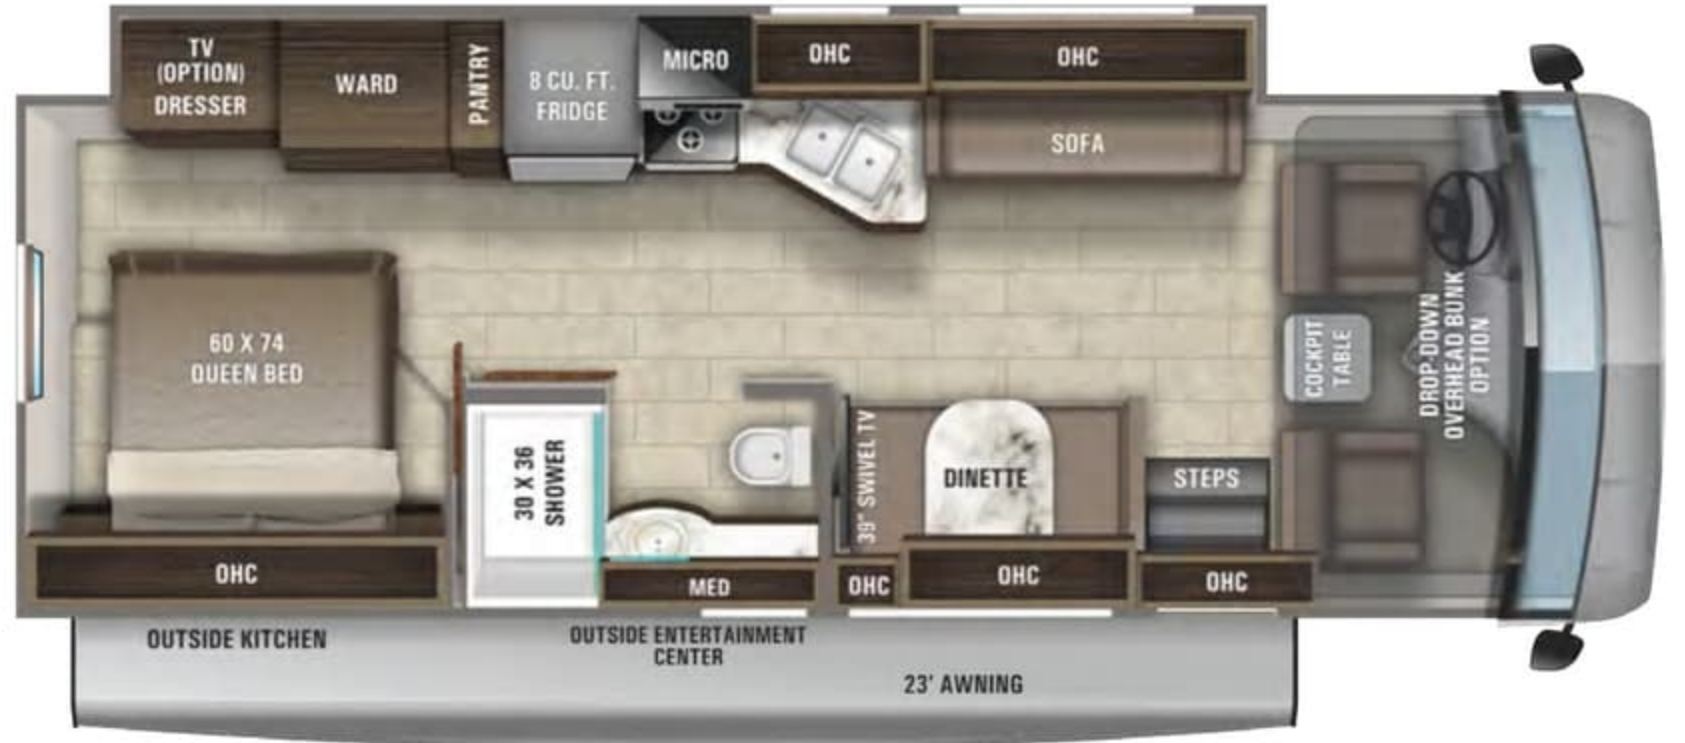 TV
(OPTION)
DRESSER
WARD
PANTRY
8 CU. FT.
FRIDGE
MICRO
OHC
OHC
SOFA
60 X 74
QUEEN BED
OHC
30 X 36
SHOWER
MED
39" SWIVEL TV
DINETTE
OHC
OHC
STEPS
OHC
COCKPIT
TABLE
DROP-DOWN
OVERHEAD BUNK
OPTION
OUTSIDE KITCHEN
OUTSIDE ENTERTAINMENT
CENTER
23' AWNING